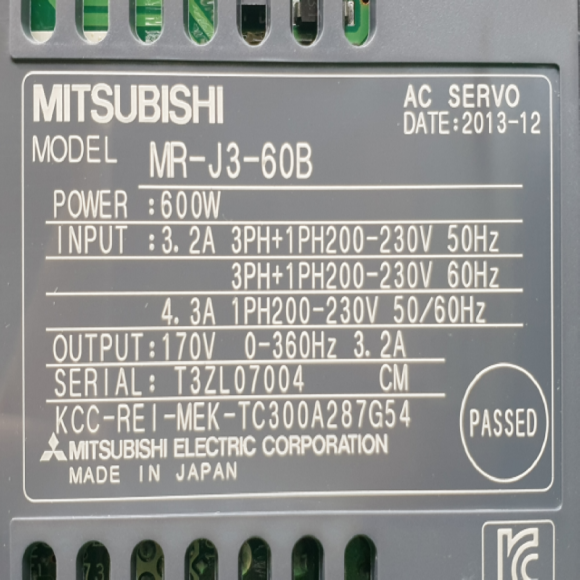 MITSUBISHI
AC SERVO
DATE:2013-12
MODEL MR-J3-60B
POWER :600W
INPUT :3.2A 3PH+1PH200-230V 50Hz
3PH+1PH200-230V 60Hz
4.3A 1PH200-230V 50/60Hz
OUTPUT:170V 0-360Hz 3.2A
SERIAL: T3ZL07004 CM
KCC-REI-MEK-TC300A287G54
PASSED
MITSUBISHI ELECTRIC CORPORATION
MADE IN JAPAN